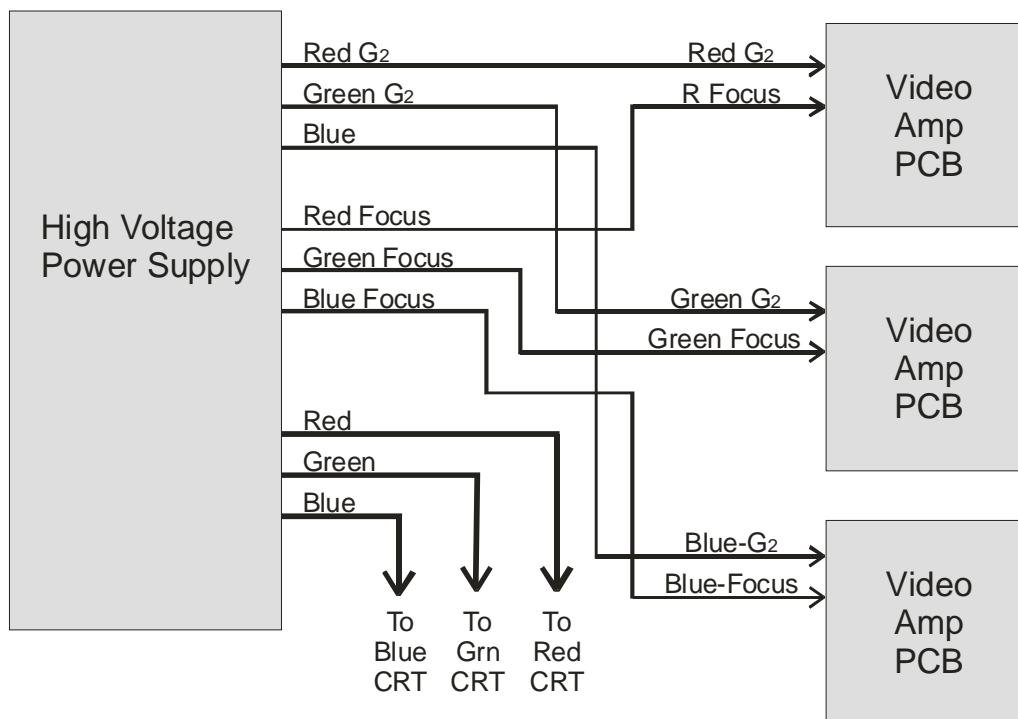 High Voltage
Power Supply
Red G2
Green G2
Blue
Red Focus
Green Focus
Blue Focus
Red
Green
Blue
To
Blue
CRT
To
Grn
CRT
To
Red
CRT
Red G2
R Focus
Green G2
Green Focus
Blue-G2
Blue-Focus
Video
Amp
PCB
Video
Amp
PCB
Video
Amp
PCB